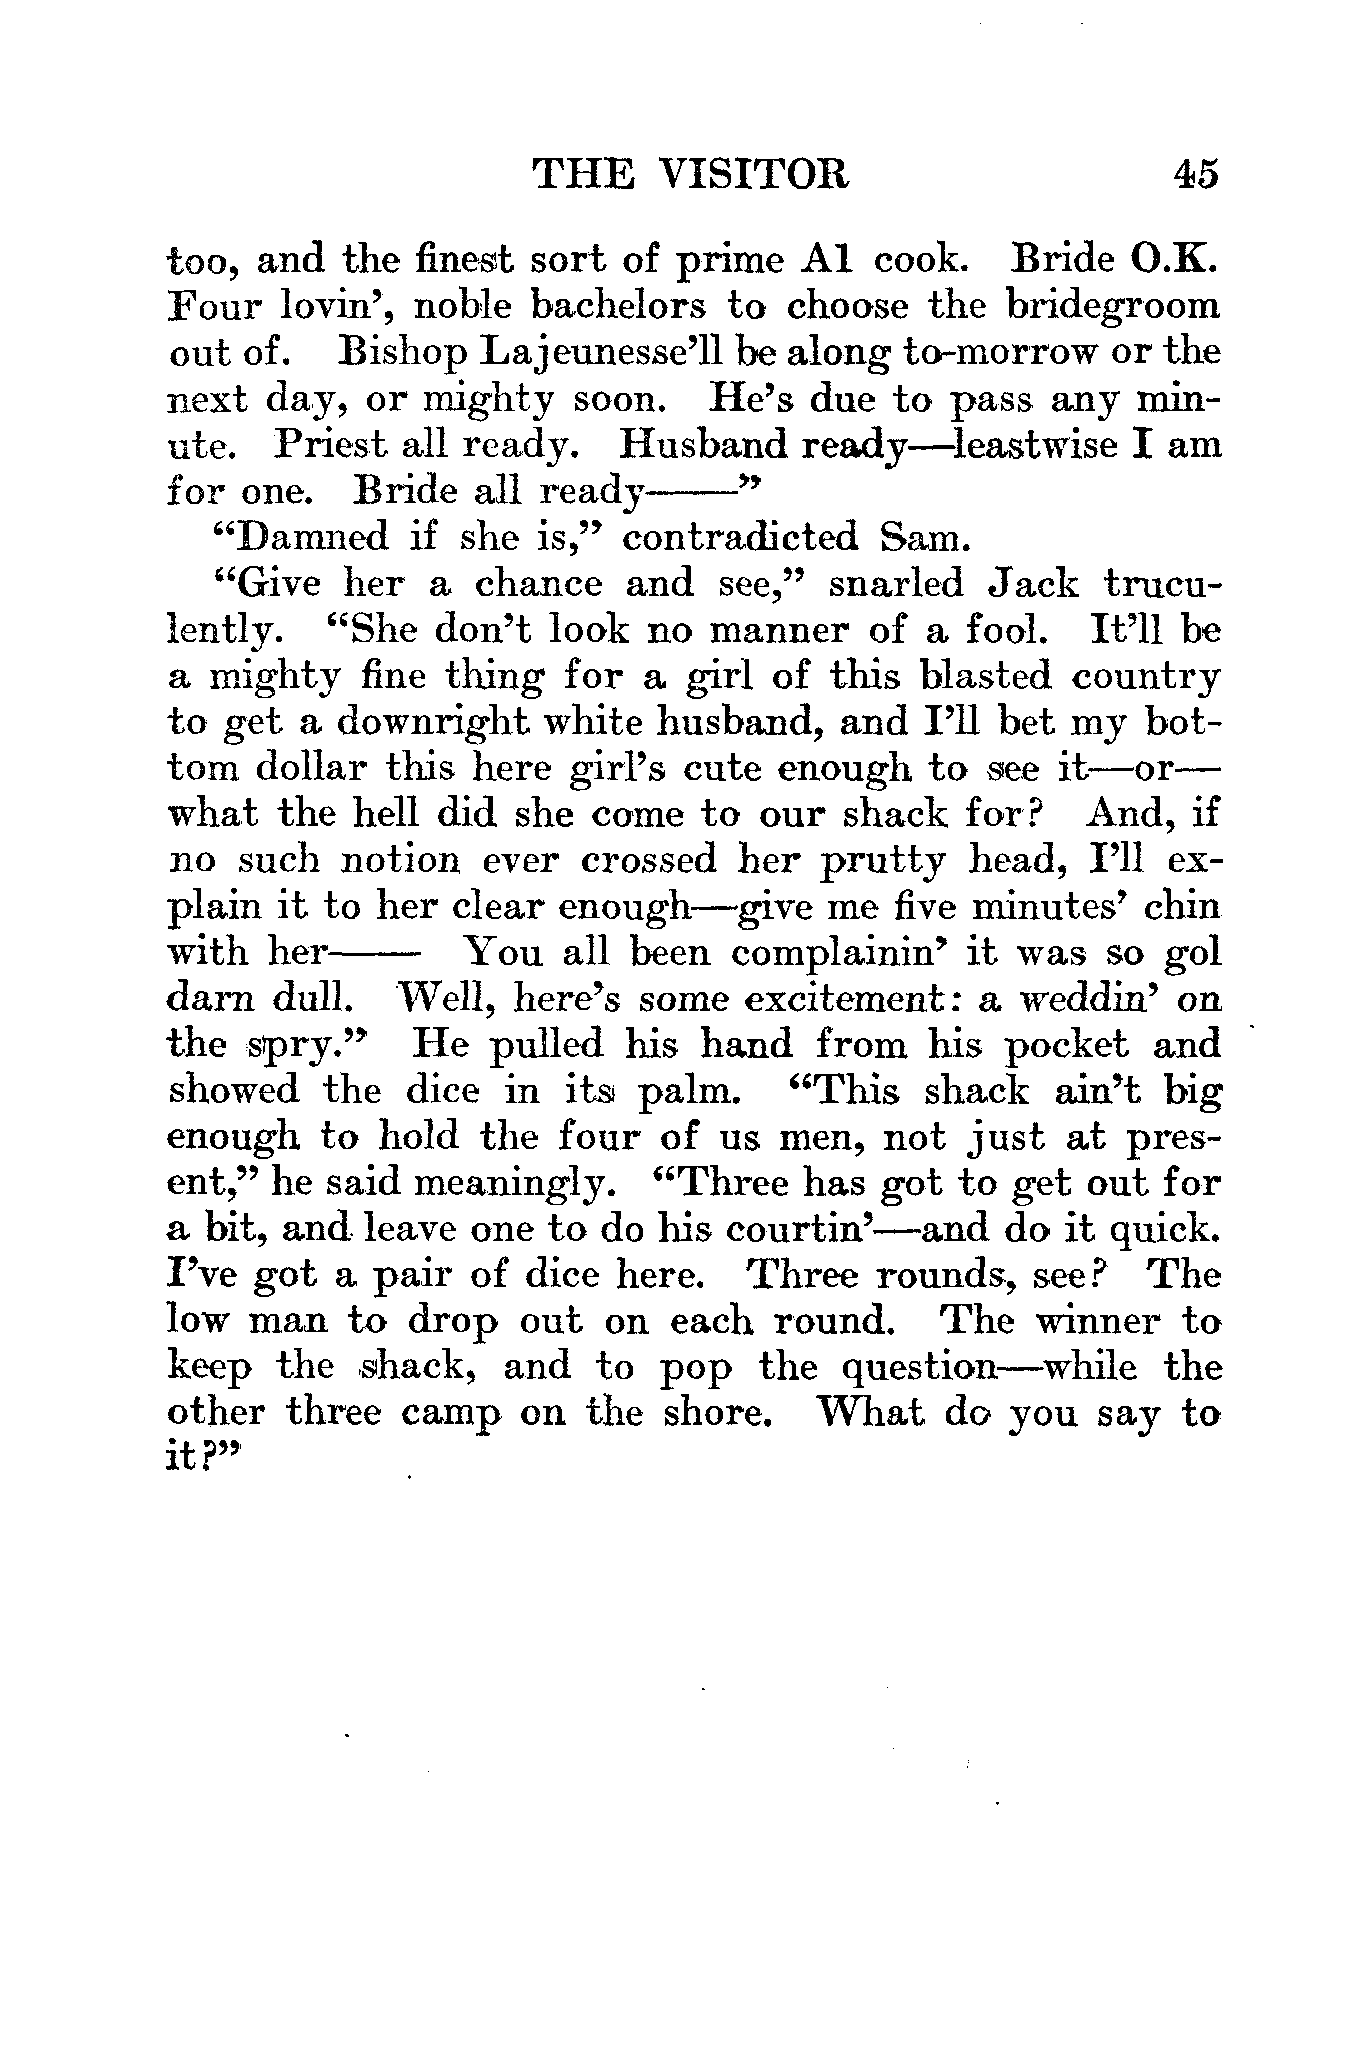 THE VISITOR 45
too, and the finest sort of prime A1 cook. Bride O.K.
Four lovin’, noble bachelors to choose the bridegroom
out of. Bishop Lajeunesse’ll be along to-morrow or the
next day, or mighty soon. He’s due to pass any min-
ute. Priest all ready. Husband ready—leastwise I am
for one. Bride all ready——”
“Damned if she is,” contradicted Sam.
“Give her a chance and see,” snarled Jack trucu-
lently. “She don’t look no manner of a fool. It’ll be
a mighty fine thing for a girl of this blasted country
to get a downright white husband, and I’ll bet my bot-
tom dollar this here girl’s cute enough to see it—or—
what the hell did she come to our shack for? And, if
no such notion ever crossed her prutty head, I’ll ex-
plain it to her clear enough—give me five minutes’ chin
with her—— You all been complainin’ it was so gol
darn dull. Well, here’s some excitement: a weddin’ on
the spry.” He pulled his hand from his pocket and
showed the dice in its palm. “This shack ain’t big
enough to hold the four of us men, not just at pres-
ent,” he said meaningly. “Three has got to get out for
a bit, and leave one to do his courtin’—and do it quick.
I’ve got a pair of dice here. Three rounds, see? The
low man to drop out on each round. The winner to
keep the shack, and to pop the question—while the
other three camp on the shore. What do you say to
it?”